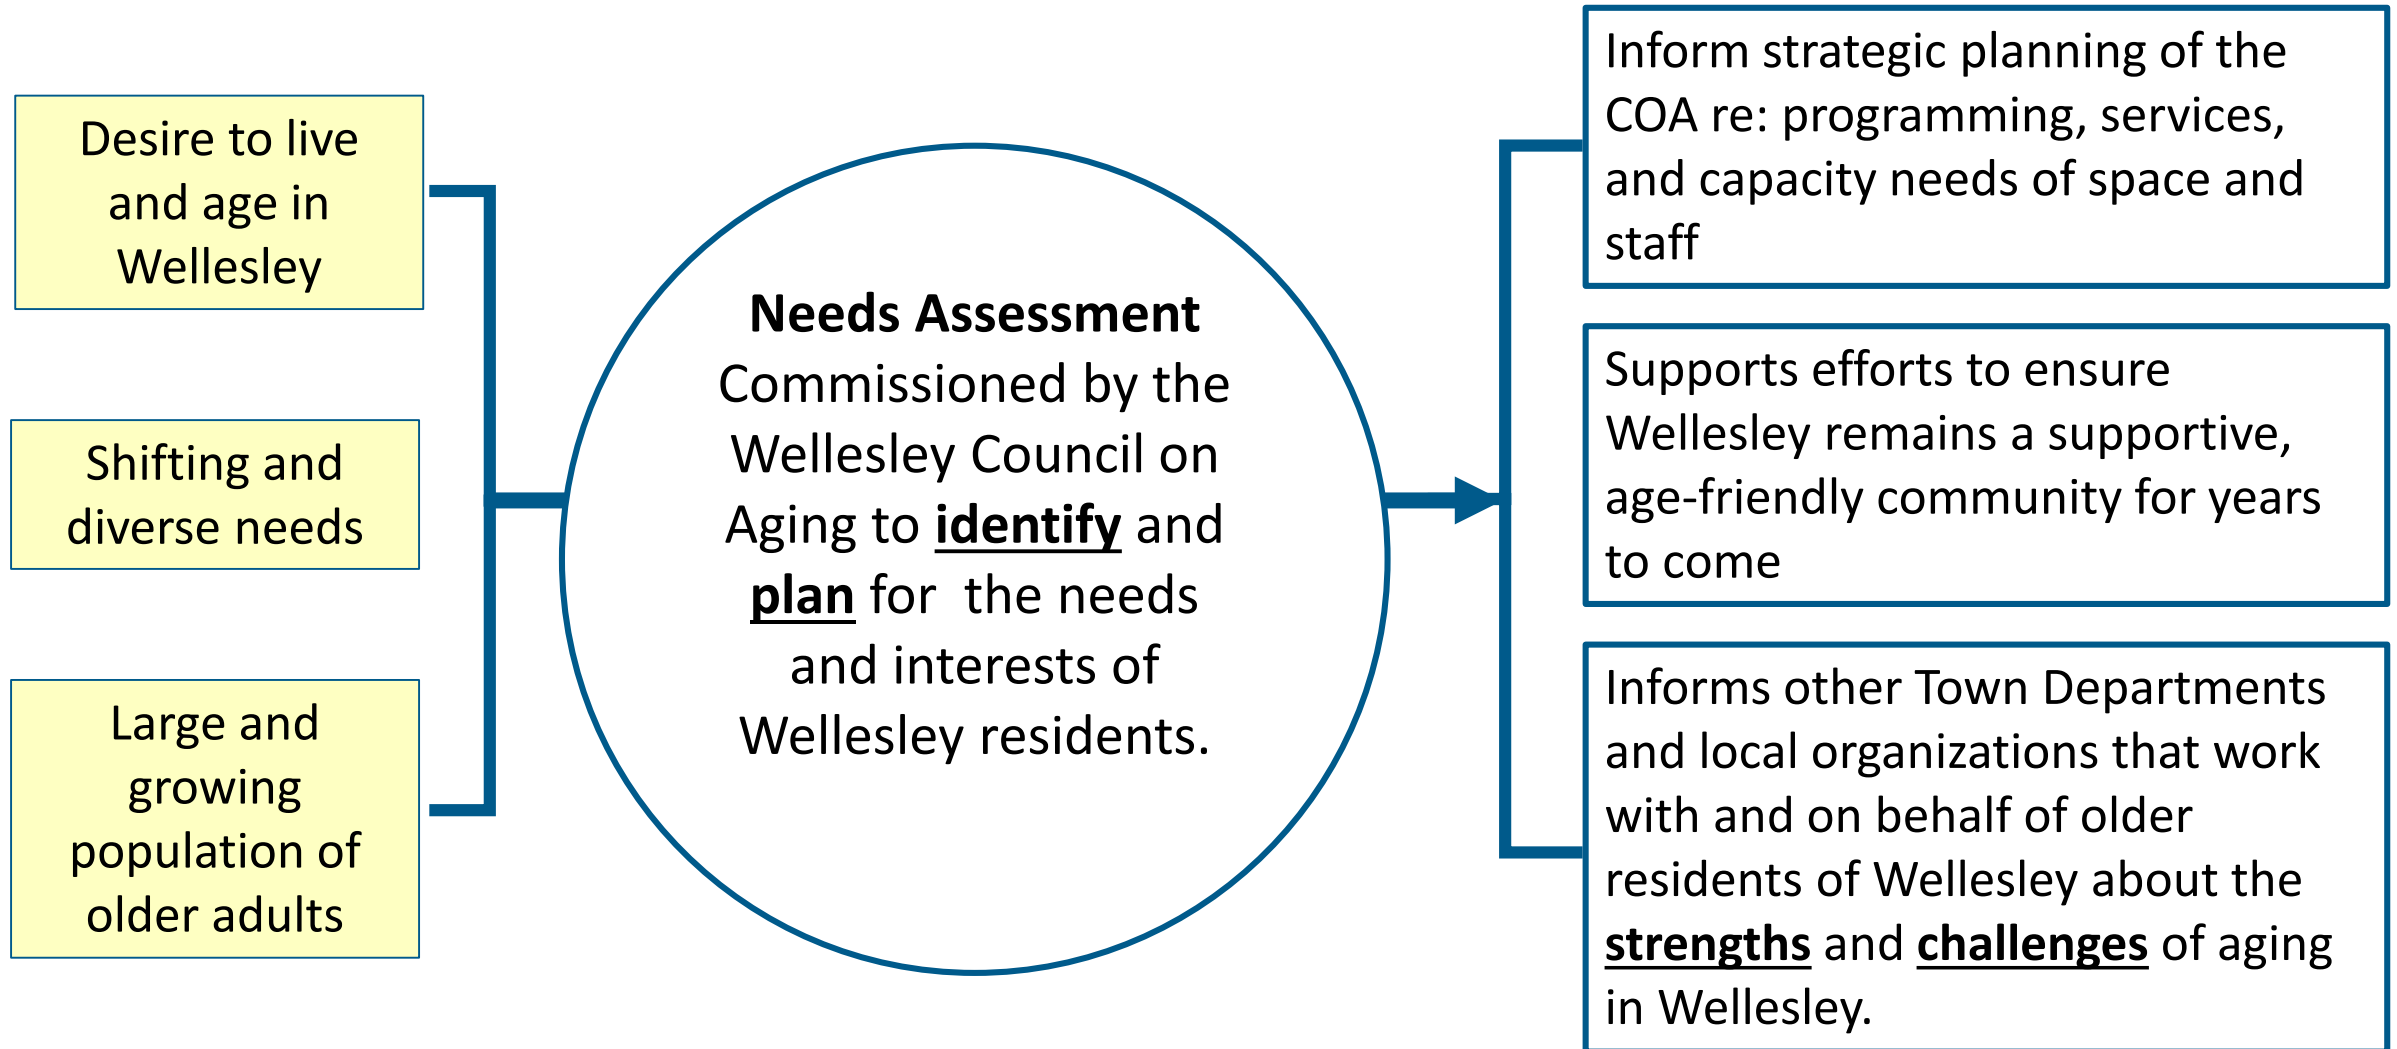 Desire to live
and age in
Wellesley
Shifting and
diverse needs
Large and
growing
population of
older adults
Needs Assessment
Commissioned by the
Wellesley Council on
Aging to identify and
plan for  the needs
and interests of
Wellesley residents.
Inform strategic planning of the
COA re: programming, services,
and capacity needs of space and
staff
Supports efforts to ensure
Wellesley remains a supportive,
age-friendly community for years
to come
Informs other Town Departments
and local organizations that work
with and on behalf of older
residents of Wellesley about the
strengths and challenges of aging
in Wellesley.